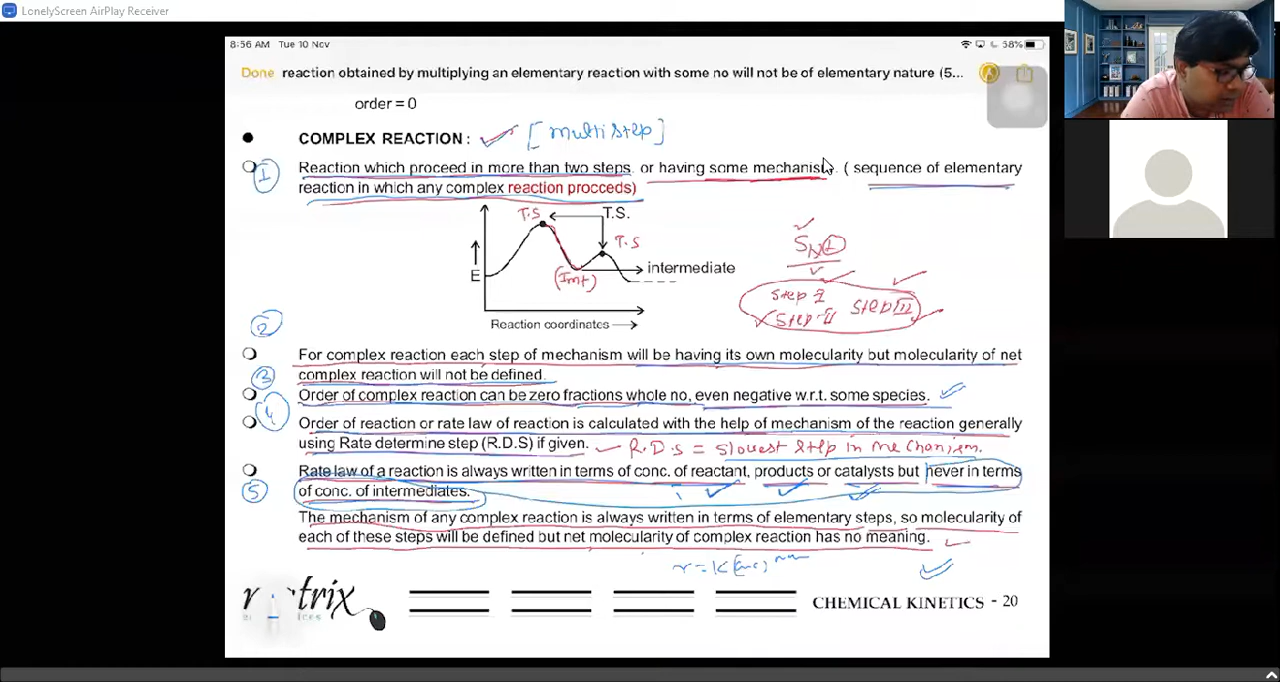 LonelyScreen AirPlay Receiver
8:56 AM Tue 10 Nov
58%
Done reaction obtained by multiplying an elementary reaction with some no will not be of elementary nature (5...
order = 0
COMPLEX REACTION : [multistep]
1 Reaction which proceed in more than two steps. or having some mechanism. ( sequence of elementary
reaction in which any complex reaction procceds)
T.S T.S.
T.S
intermediate
(Int)
E
Reaction coordinates
SN1
Step I
Step II
Step III
2
For complex reaction each step of mechanism will be having its own molecularity but molecularity of net
complex reaction will not be defined.
3
Order of complex reaction can be zero fractions whole no, even negative w.r.t. some species.
4
Order of reaction or rate law of reaction is calculated with the help of mechanism of the reaction generally
using Rate determine step (R.D.S) if given. R.D.S = slowest step in mechanism.
Rate law of a reaction is always written in terms of conc. of reactant, products or catalysts but never in terms
5 of conc. of intermediates.
The mechanism of any complex reaction is always written in terms of elementary steps, so molecularity of
each of these steps will be defined but net molecularity of complex reaction has no meaning.
r = K
CHEMICAL KINETICS - 20